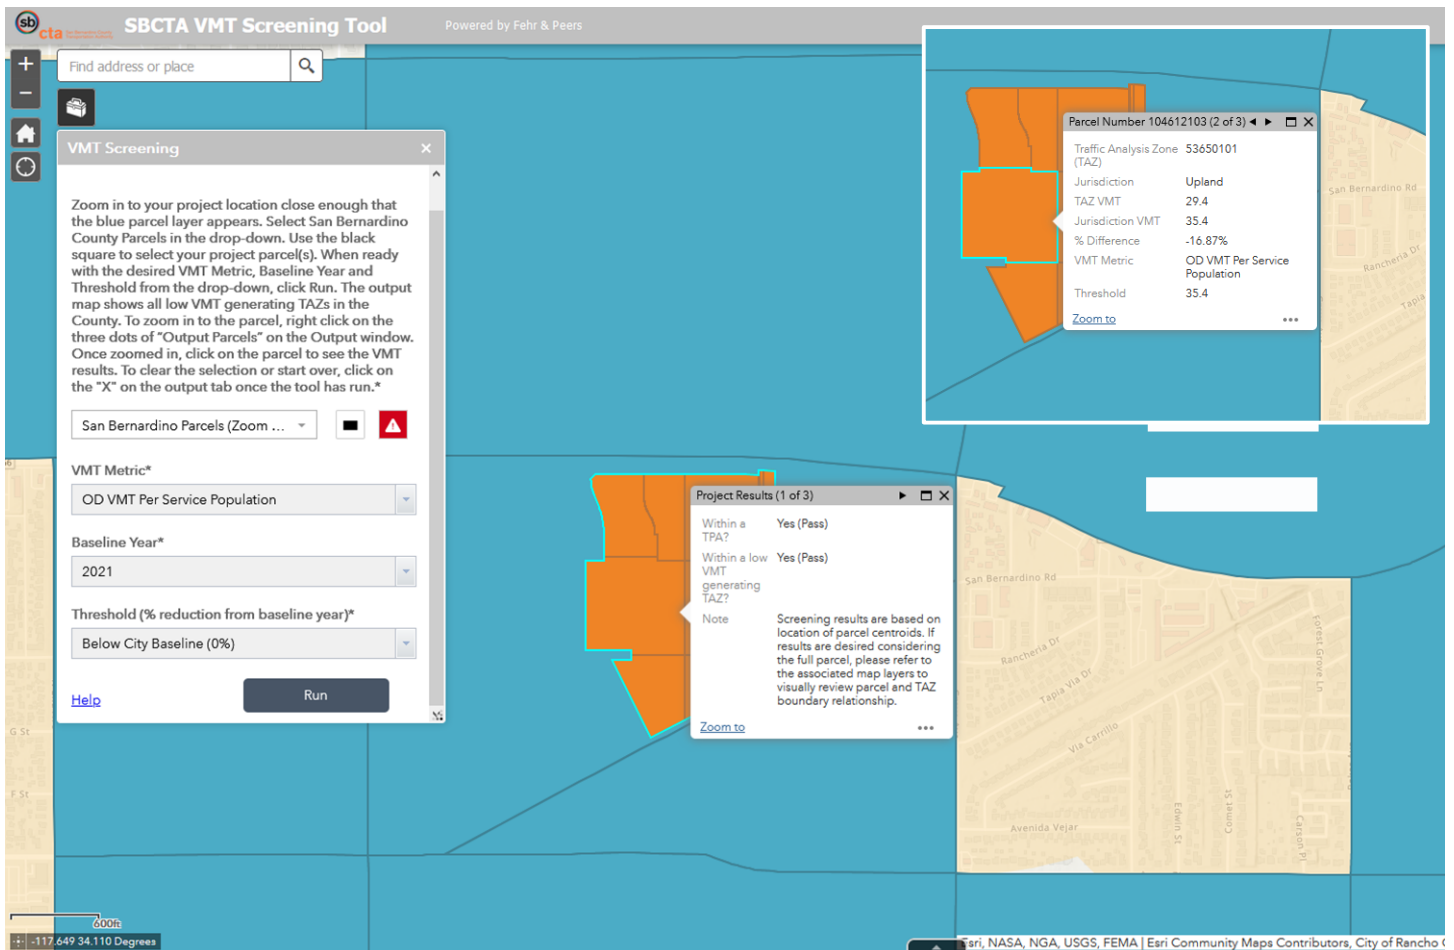 sb
cta
SBCTA VMT Screening Tool
Powered by Fehr & Peers
+
−
Find address or place
VMT Screening
Zoom in to your project location close enough that
the blue parcel layer appears. Select San Bernardino
County Parcels in the drop-down. Use the black
square to select your project parcel(s). When ready
with the desired VMT Metric, Baseline Year and
Threshold from the drop-down, click Run. The output
map shows all low VMT generating TAZs in the
County. To zoom in to the parcel, right click on the
three dots of "Output Parcels" on the Output window.
Once zoomed in, click on the parcel to see the VMT
results. To clear the selection or start over, click on
the "X" on the output tab once the tool has run.*
San Bernardino Parcels (Zoom ...
VMT Metric*
OD VMT Per Service Population
Baseline Year*
2021
Threshold (% reduction from baseline year)*
Below City Baseline (0%)
Help
Run
Parcel Number 104612103 (2 of 3)
Traffic Analysis Zone 53650101
(TAZ)
Jurisdiction Upland
TAZ VMT 29.4
Jurisdiction VMT 35.4
% Difference -16.87%
VMT Metric OD VMT Per Service
Population
Threshold 35.4
Zoom to
San Bernardino Rd
Rancheria Dr
Tapia
Project Results (1 of 3)
Within a Yes (Pass)
TPA?
Within a low Yes (Pass)
VMT
generating
TAZ?
Note Screening results are based on
location of parcel centroids. If
results are desired considering
the full parcel, please refer to
the associated map layers to
visually review parcel and TAZ
boundary relationship.
Zoom to
San Bernardino Rd
Rancheria Dr
Tapia Via Dr
Via Carrillo
Forest Grove Ln
Edwin St
Comet St
Carson Pl
Avenida Vejar
G St
F St
600ft
-117.649 34.110 Degrees
Esri, NASA, NGA, USGS, FEMA | Esri Community Maps Contributors, City of Ranchc